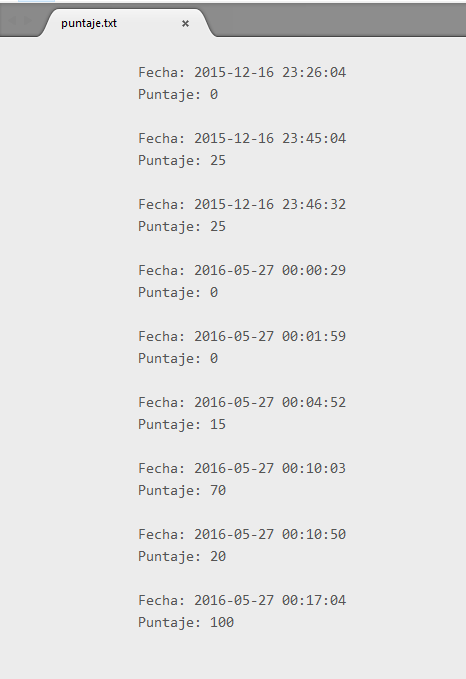 puntaje.txt
Fecha: 2015-12-16 23:26:04
Puntaje: 0
Fecha: 2015-12-16 23:45:04
Puntaje: 25
Fecha: 2015-12-16 23:46:32
Puntaje: 25
Fecha: 2016-05-27 00:00:29
Puntaje: 0
Fecha: 2016-05-27 00:01:59
Puntaje: 0
Fecha: 2016-05-27 00:04:52
Puntaje: 15
Fecha: 2016-05-27 00:10:03
Puntaje: 70
Fecha: 2016-05-27 00:10:50
Puntaje: 20
Fecha: 2016-05-27 00:17:04
Puntaje: 100